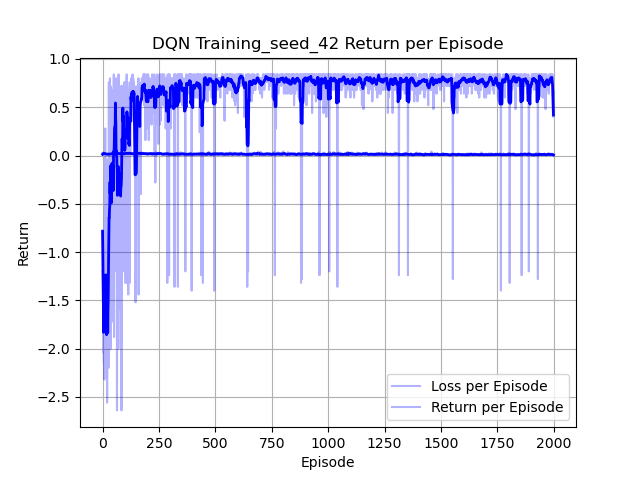 DQN Training_seed_42 Return per Episode
1.0
0.5
0.0
−0.5
−1.0
−1.5
−2.0
−2.5
Return
Loss per Episode
Return per Episode
0 250 500 750 1000 1250 1500 1750 2000
Episode